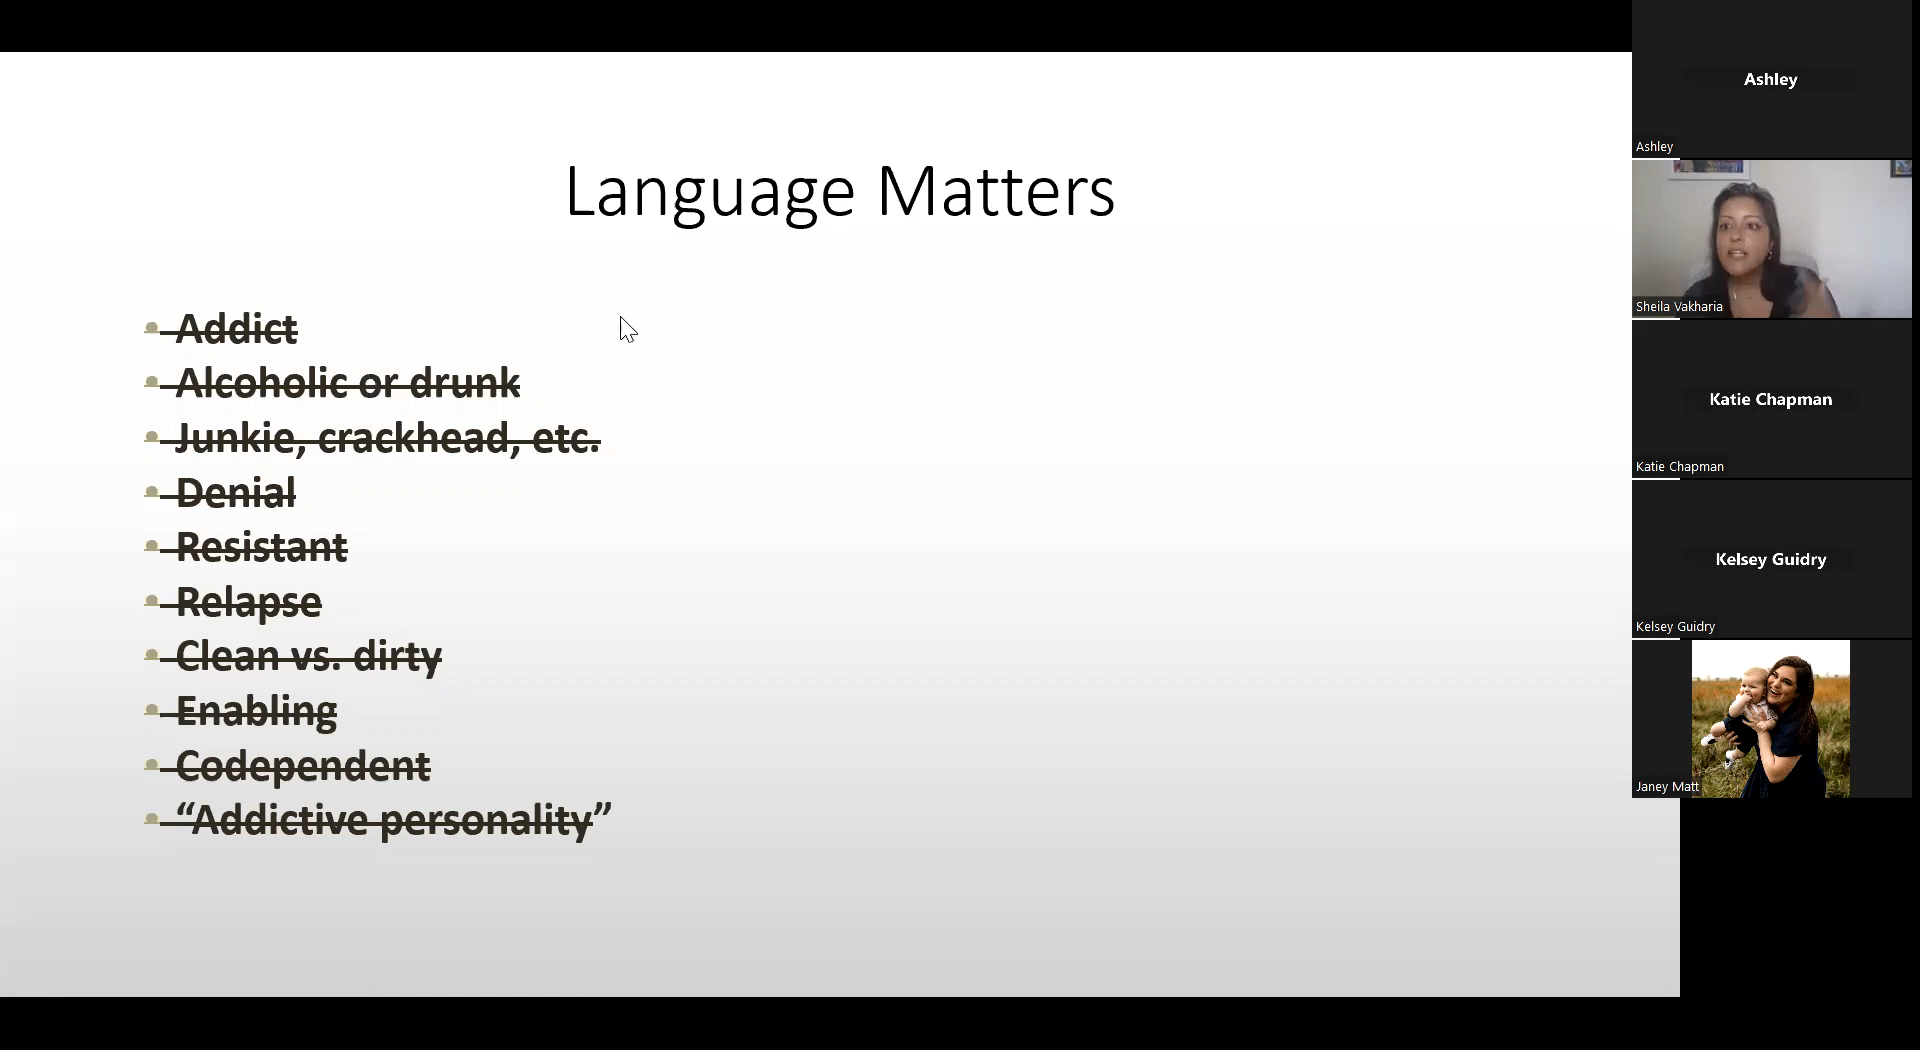 Language Matters
Addict
Alcoholic or drunk
Junkie, crackhead, etc.
Denial
Resistant
Relapse
Clean vs. dirty
Enabling
Codependent
“Addictive personality”
Ashley
Ashley
Sheila Vakharia
Katie Chapman
Katie Chapman
Kelsey Guidry
Kelsey Guidry
Janey Matt